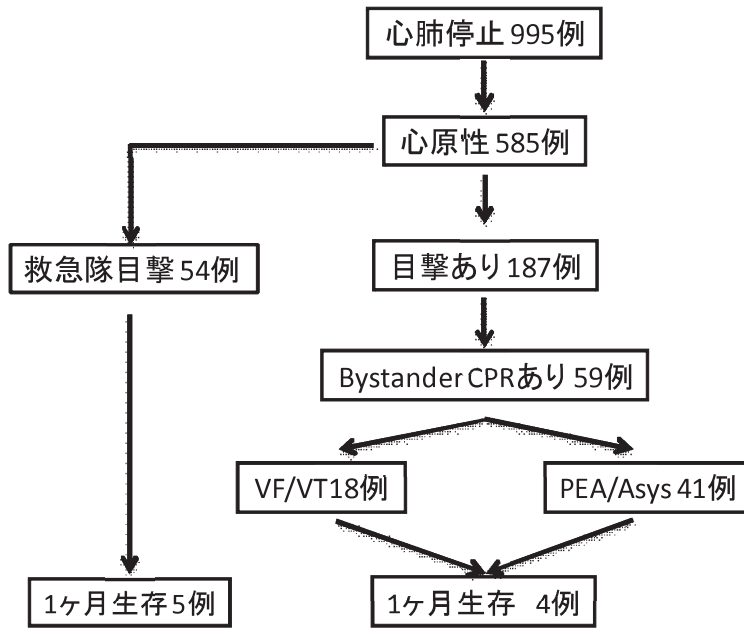 心肺停止 995例
心原性 585例
救急隊目撃 54例
目撃あり 187例
Bystander CPRあり 59例
VF/VT18例
PEA/Asys 41例
1ヶ月生存 5例
1ヶ月生存 4例